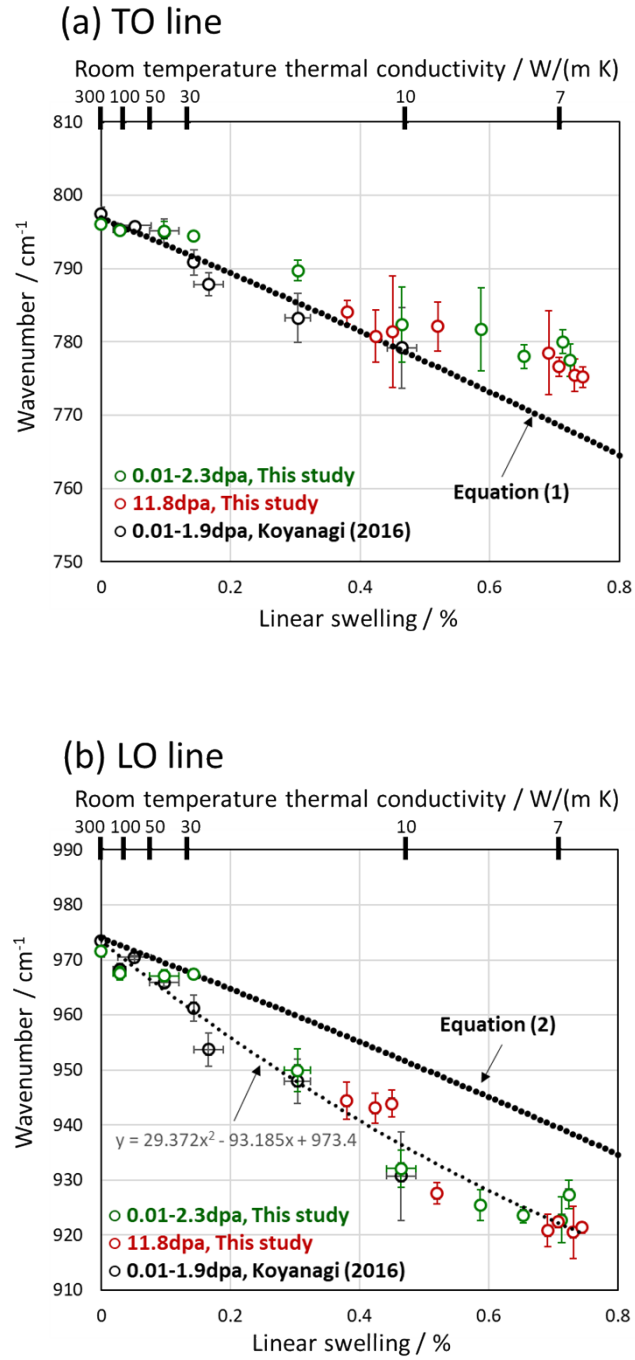 (a) TO line
Room temperature thermal conductivity / W/(m K)
300 100 50 30 10 7
810
800
790
780
770
760
750
Wavenumber / cm-1
Equation (1)
0.01-2.3dpa, This study
11.8dpa, This study
0.01-1.9dpa, Koyanagi (2016)
0 0.2 0.4 0.6 0.8
Linear swelling / %
(b) LO line
Room temperature thermal conductivity / W/(m K)
300 100 50 30 10 7
990
980
970
960
950
940
930
920
910
Wavenumber / cm-1
Equation (2)
y = 29.372x² - 93.185x + 973.4
0.01-2.3dpa, This study
11.8dpa, This study
0.01-1.9dpa, Koyanagi (2016)
0 0.2 0.4 0.6 0.8
Linear swelling / %